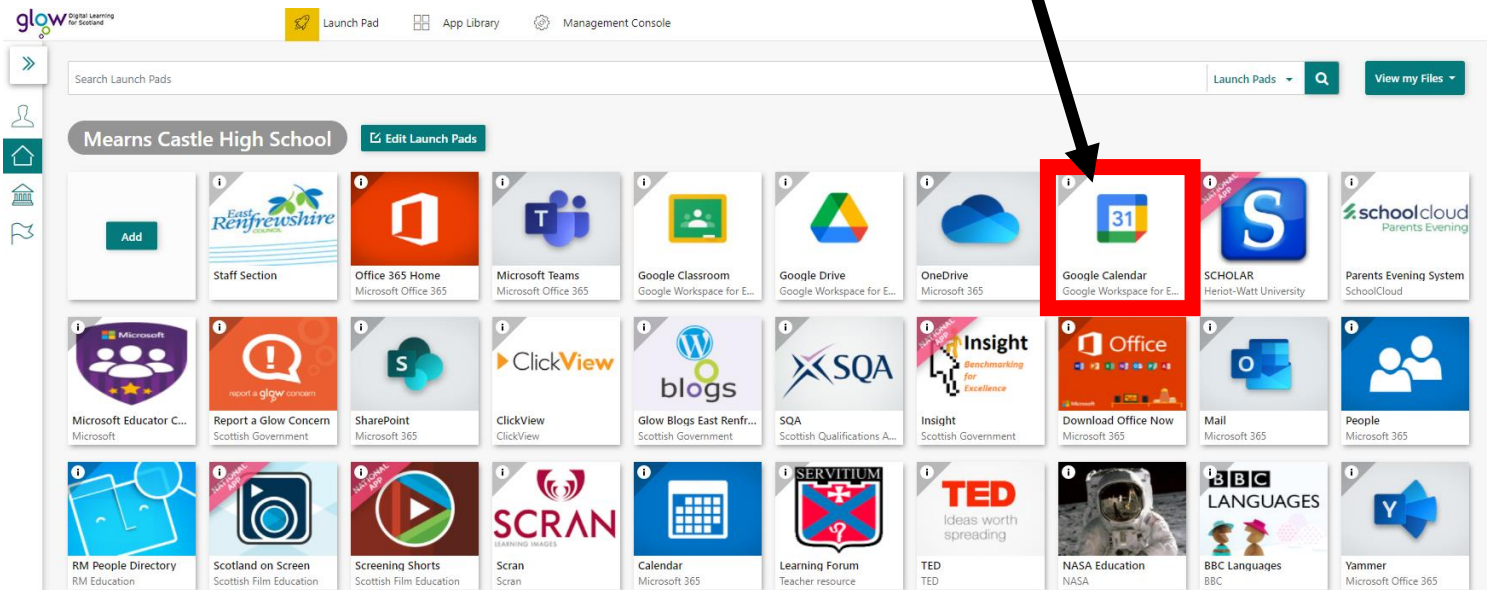 glow Digital Learning for Scotland
Launch Pad
App Library
Management Console
Search Launch Pads
Launch Pads
View my Files
Mearns Castle High School
Edit Launch Pads
Add
East Renfrewshire
COUNCIL
Staff Section
Office 365 Home
Microsoft Office 365
T
Microsoft Teams
Microsoft Office 365
Google Classroom
Google Workspace for E...
Google Drive
Google Workspace for E...
OneDrive
Microsoft 365
31
Google Calendar
Google Workspace for E...
NATIONAL APP
S
SCHOLAR
Heriot-Watt University
schoolcloud
Parents Evening
Parents Evening System
SchoolCloud
Microsoft
Microsoft Educator C...
Microsoft
report a glow concern
Report a Glow Concern
Scottish Government
S
SharePoint
Microsoft 365
ClickView
ClickView
ClickView
blogs
Glow Blogs East Renfr...
Scottish Government
SQA
SQA
Scottish Qualifications A...
NATIONAL APP
Insight
Benchmarking
for
Excellence
Insight
Scottish Government
Office
Microsoft
Download Office Now
Microsoft 365
O
Mail
Microsoft 365
People
Microsoft 365
RM People Directory
RM Education
NATIONAL APP
Scotland on Screen
Scottish Film Education
NATIONAL APP
Screening Shorts
Scottish Film Education
SCRAN
LEARNING IMAGES
Scran
Scran
Calendar
Microsoft 365
SERVITIUM
Learning Forum
Teacher resource
TED
Ideas worth
spreading
TED
TED
NASA Education
NASA
NATIONAL APP
BBC
LANGUAGES
BBC Languages
BBC
Y
Yammer
Microsoft Office 365